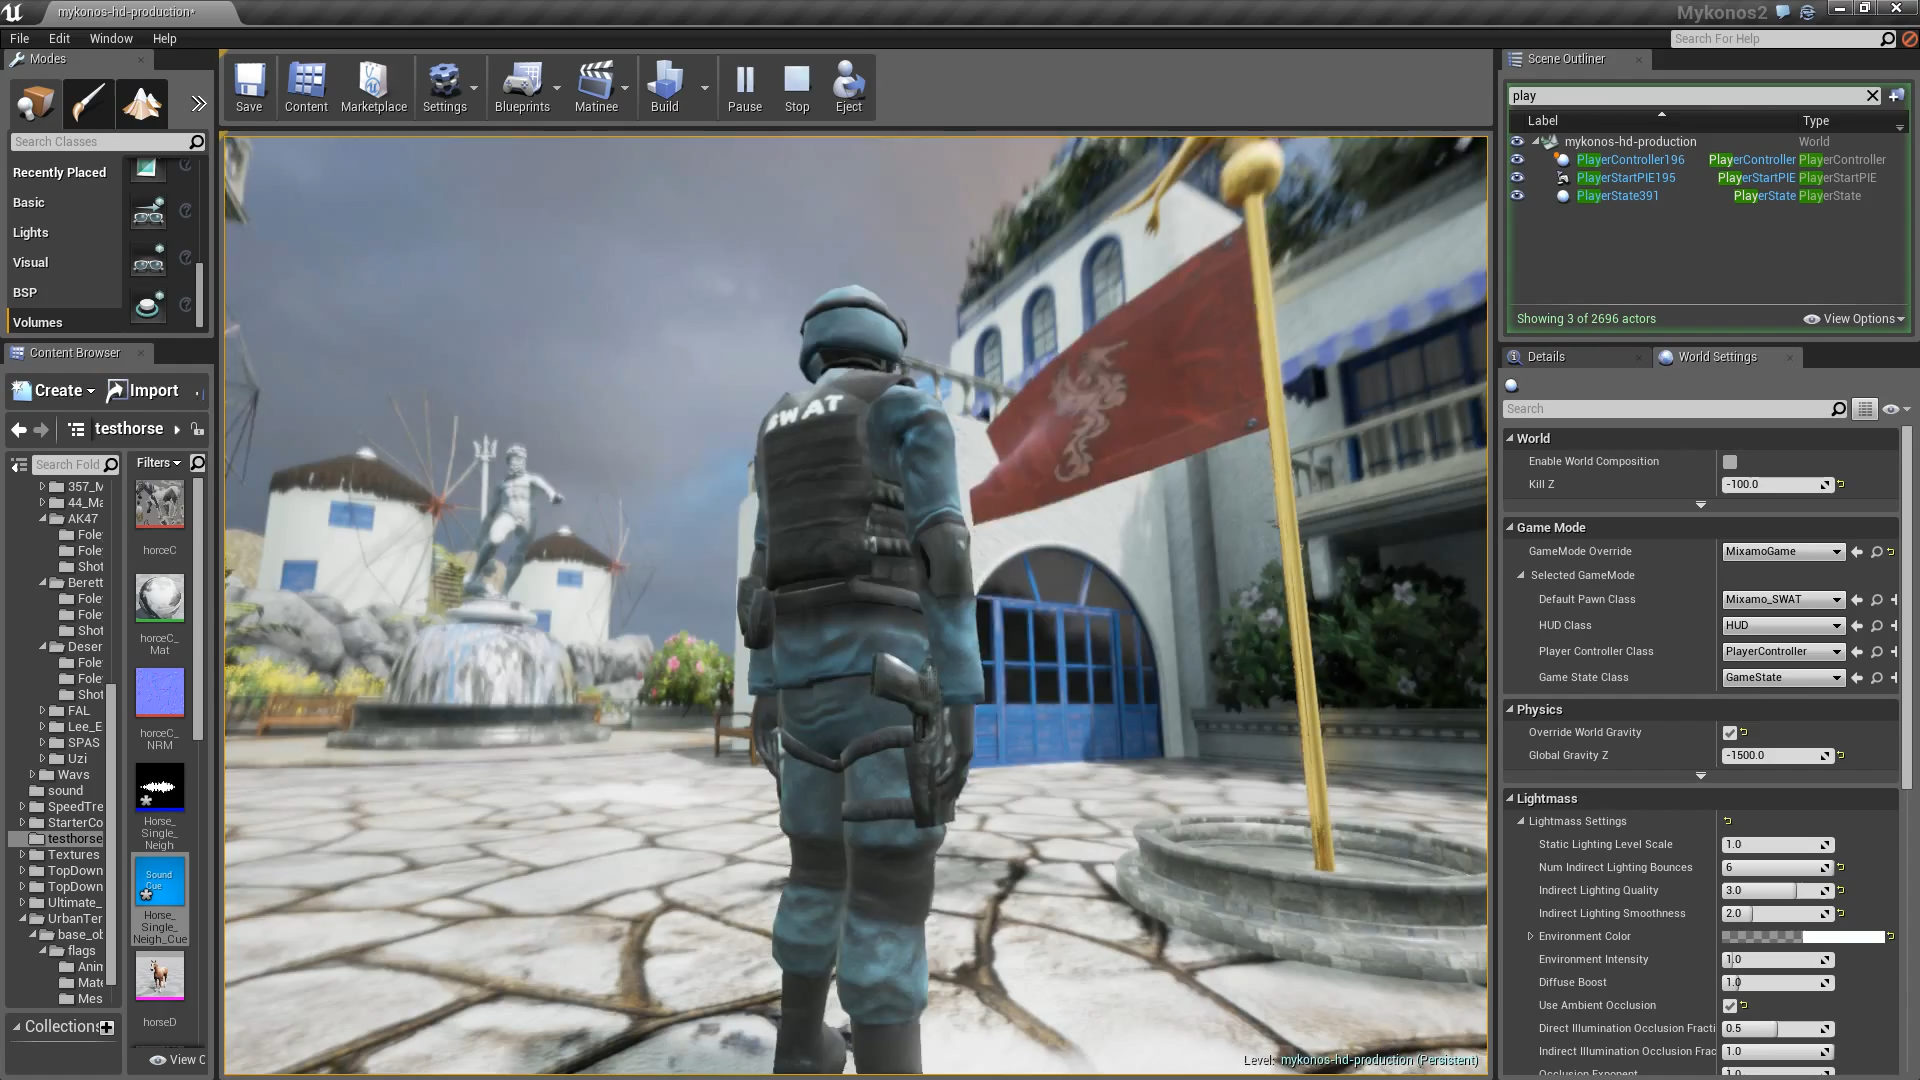 mykonos-hd-production*
Mykonos2
File Edit Window Help
Search For Help
Modes
Search Classes
Recently Placed
Basic
Lights
Visual
BSP
Volumes
Save
Content
Marketplace
Settings
Blueprints
Matinee
Build
Pause
Stop
Eject
Content Browser
Create
Import
testhorse
Search Fold
Filters
357_M
44_Ma
AK47
Fole
Fole
Shot
Berett
Fole
Fole
Shot
Deser
Fole
Fole
Shot
FAL
Lee_E
SPAS
Uzi
Wavs
sound
SpeedTre
StarterCo
testhorse
Textures
TopDown
TopDown
Ultimate_
UrbanTer
base_ob
flags
Anim
Mate
Mes
Collections
horceC
horceC_
Mat
horceC_
NRM
Horse_
Single_
Neigh
Sound
Cue
Horse_
Single_
Neigh_Cue
horseD
View O
SWAT
Level: mykonos-hd-production (Persistent)
Scene Outliner
play
Label Type
mykonos-hd-production World
PlayerController196 PlayerController PlayerController
PlayerStartPIE195 PlayerStartPIE PlayerStartPIE
PlayerState391 PlayerState PlayerState
Showing 3 of 2696 actors
View Options
Details
World Settings
Search
World
Enable World Composition
Kill Z -100.0
Game Mode
GameMode Override MixamoGame
Selected GameMode
Default Pawn Class Mixamo_SWAT
HUD Class HUD
Player Controller Class PlayerController
Game State Class GameState
Physics
Override World Gravity
Global Gravity Z -1500.0
Lightmass
Lightmass Settings
Static Lighting Level Scale 1.0
Num Indirect Lighting Bounces 6
Indirect Lighting Quality 3.0
Indirect Lighting Smoothness 2.0
Environment Color
Environment Intensity 1.0
Diffuse Boost 1.0
Use Ambient Occlusion
Direct Illumination Occlusion Fracti 0.5
Indirect Illumination Occlusion Frac 1.0
Occlusion Exponent 1.0